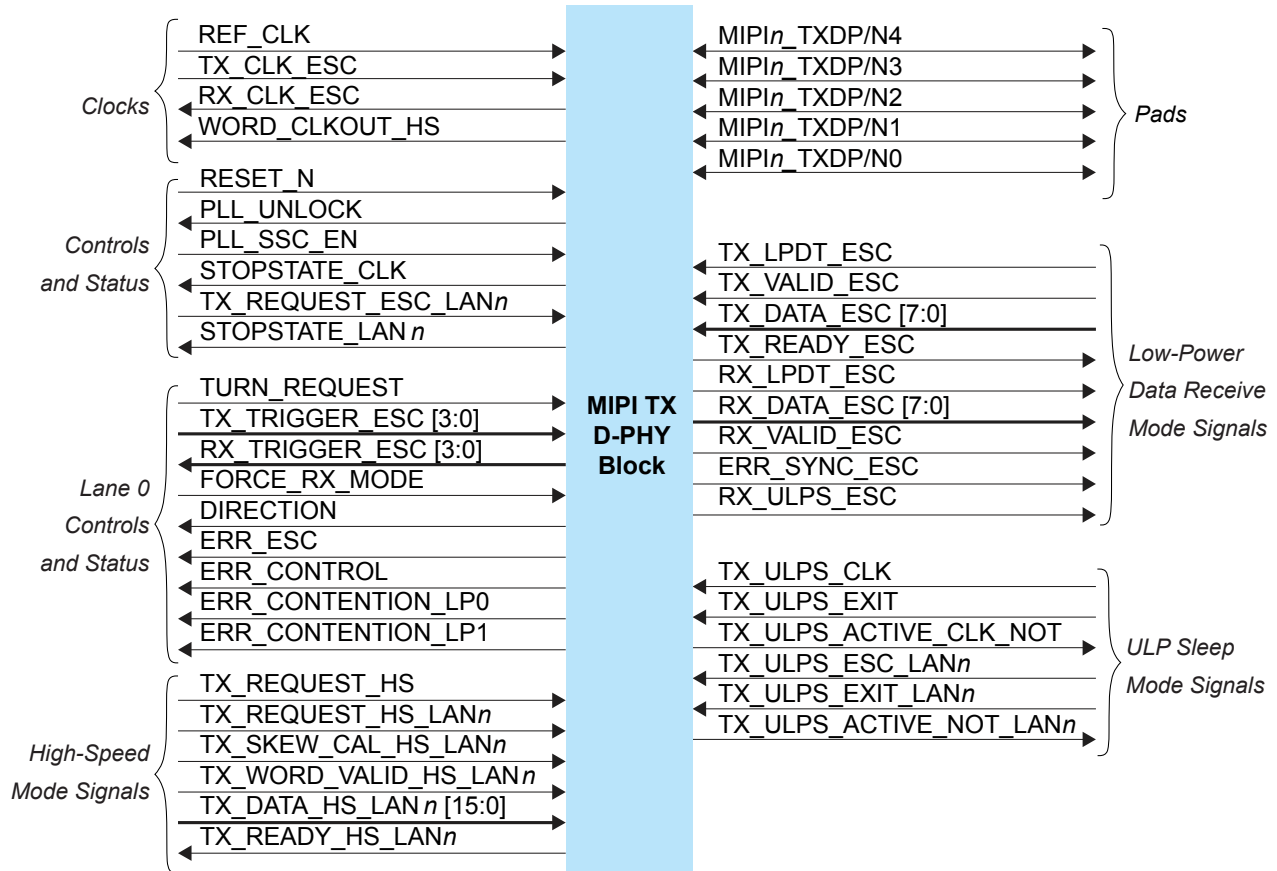 Clocks
REF_CLK
TX_CLK_ESC
RX_CLK_ESC
WORD_CLKOUT_HS
Controls
and Status
RESET_N
PLL_UNLOCK
PLL_SSC_EN
STOPSTATE_CLK
TX_REQUEST_ESC_LANn
STOPSTATE_LAN n
Lane 0
Controls
and Status
TURN_REQUEST
TX_TRIGGER_ESC [3:0]
RX_TRIGGER_ESC [3:0]
FORCE_RX_MODE
DIRECTION
ERR_ESC
ERR_CONTROL
ERR_CONTENTION_LP0
ERR_CONTENTION_LP1
High-Speed
Mode Signals
TX_REQUEST_HS
TX_REQUEST_HS_LANn
TX_SKEW_CAL_HS_LANn
TX_WORD_VALID_HS_LANn
TX_DATA_HS_LAN n [15:0]
TX_READY_HS_LANn
MIPI TX
D-PHY
Block
MIPIn_TXDP/N4
MIPIn_TXDP/N3
MIPIn_TXDP/N2
MIPIn_TXDP/N1
MIPIn_TXDP/N0
Pads
TX_LPDT_ESC
TX_VALID_ESC
TX_DATA_ESC [7:0]
TX_READY_ESC
RX_LPDT_ESC
RX_DATA_ESC [7:0]
RX_VALID_ESC
ERR_SYNC_ESC
RX_ULPS_ESC
Low-Power
Data Receive
Mode Signals
TX_ULPS_CLK
TX_ULPS_EXIT
TX_ULPS_ACTIVE_CLK_NOT
TX_ULPS_ESC_LANn
TX_ULPS_EXIT_LANn
TX_ULPS_ACTIVE_NOT_LANn
ULP Sleep
Mode Signals